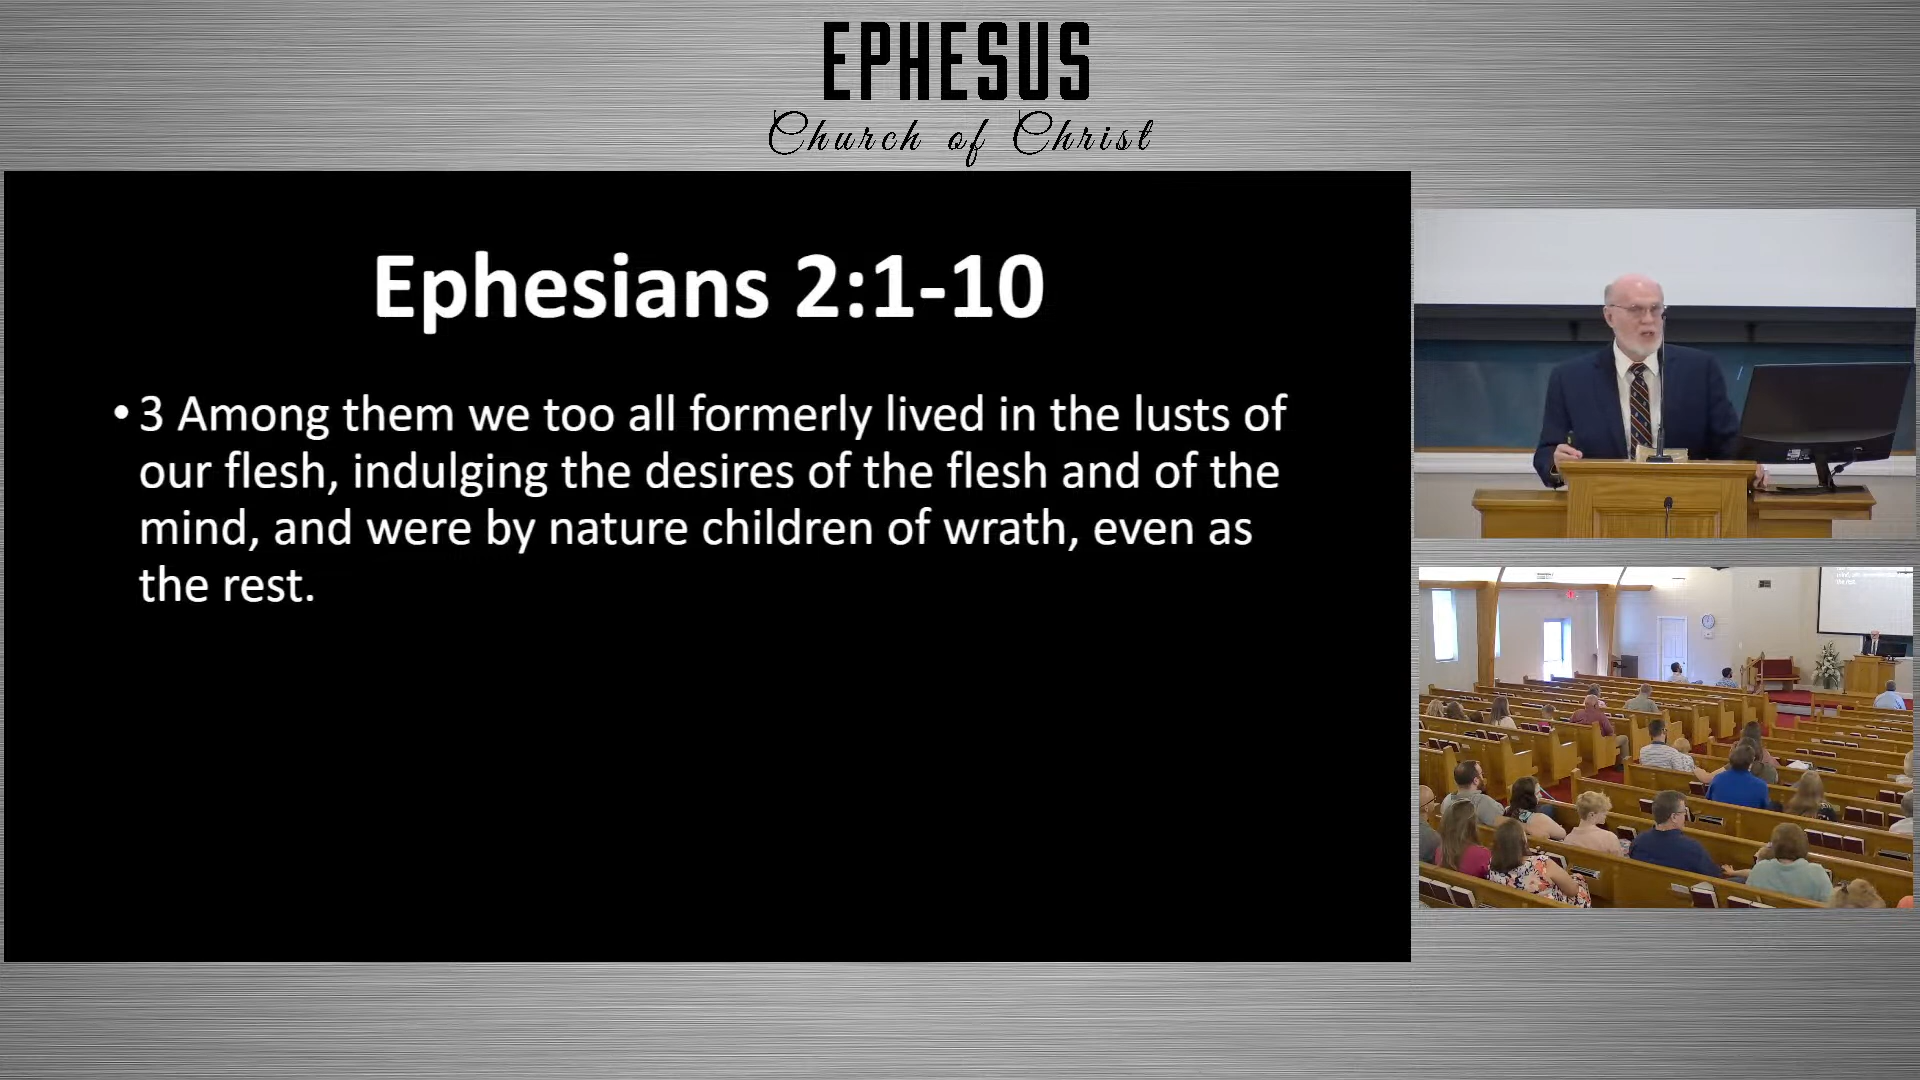 EPHESUS
Church of Christ
Ephesians 2:1-10
• 3 Among them we too all formerly lived in the lusts of
our flesh, indulging the desires of the flesh and of the
mind, and were by nature children of wrath, even as
the rest.